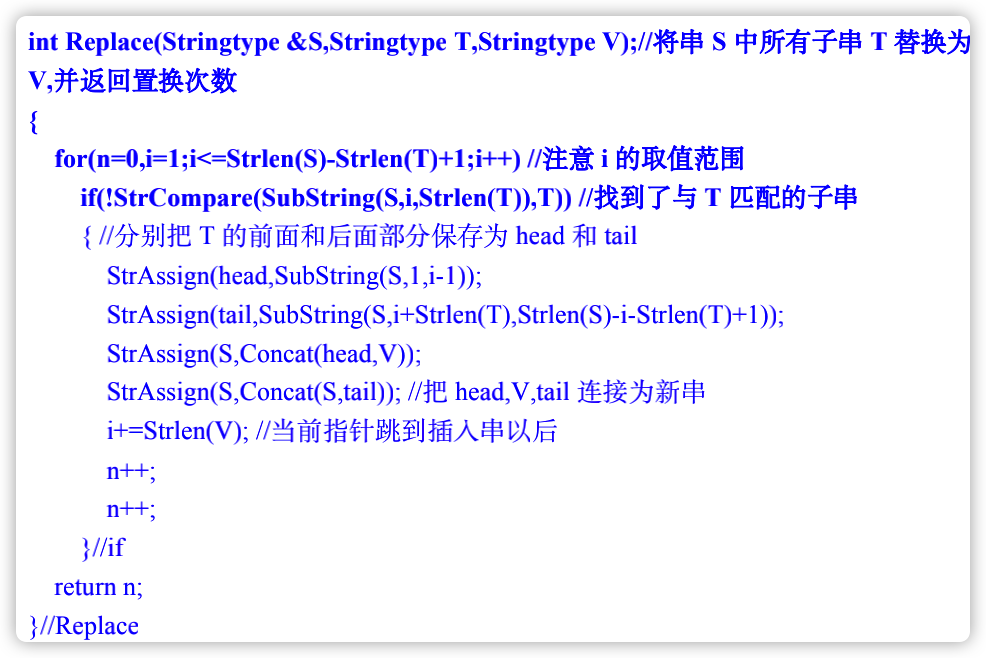 int Replace(Stringtype &S,Stringtype T,Stringtype V);//将串 S 中所有子串 T 替换为
V,并返回置换次数
{
for(n=0,i=1;i<=Strlen(S)-Strlen(T)+1;i++) //注意 i 的取值范围
if(!StrCompare(SubString(S,i,Strlen(T)),T)) //找到了与 T 匹配的子串
{ //分别把 T 的前面和后面部分保存为 head 和 tail
StrAssign(head,SubString(S,1,i-1));
StrAssign(tail,SubString(S,i+Strlen(T),Strlen(S)-i-Strlen(T)+1));
StrAssign(S,Concat(head,V));
StrAssign(S,Concat(S,tail)); //把 head,V,tail 连接为新串
i+=Strlen(V); //当前指针跳到插入串以后
n++;
n++;
}//if
return n;
}//Replace